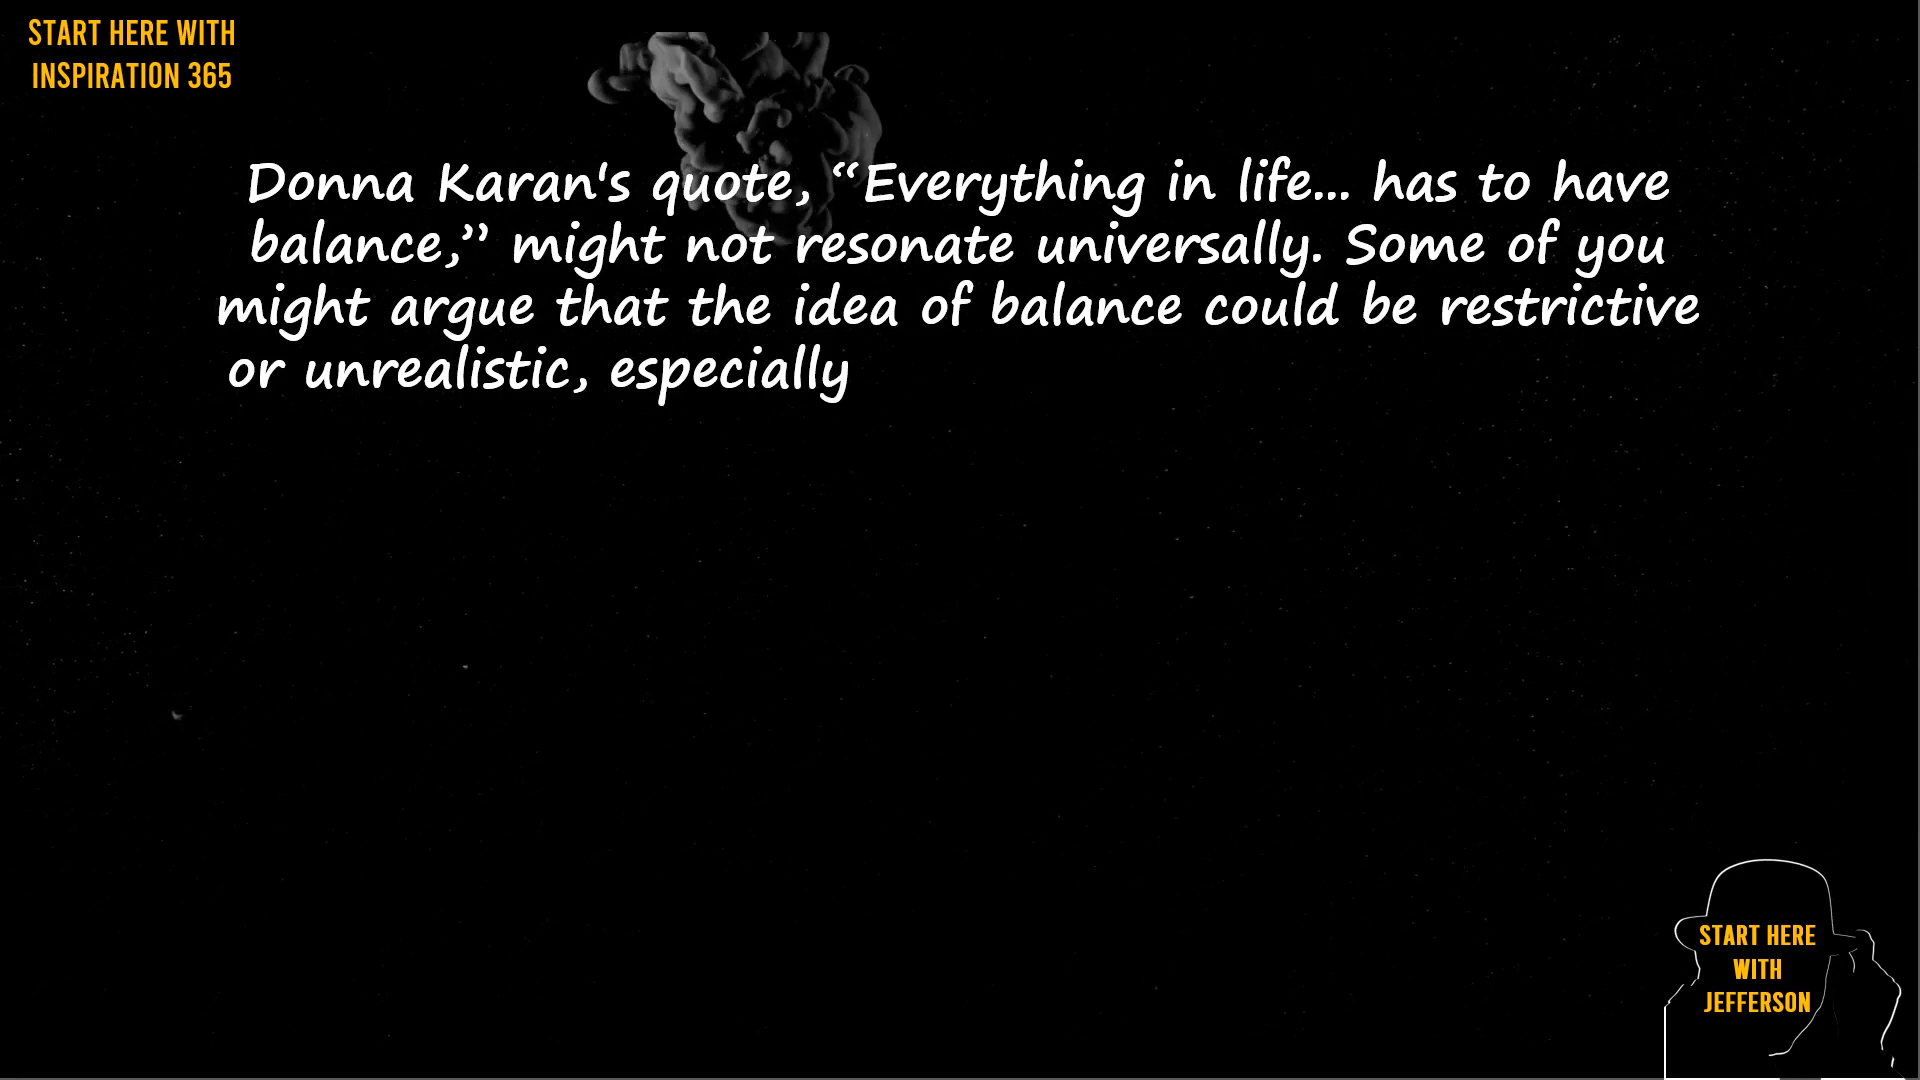 START HERE WITH
INSPIRATION 365
Donna Karan's quote, “Everything in life... has to have
balance,” might not resonate universally. Some of you
might argue that the idea of balance could be restrictive
or unrealistic, especially
START HERE
WITH
JEFFERSON